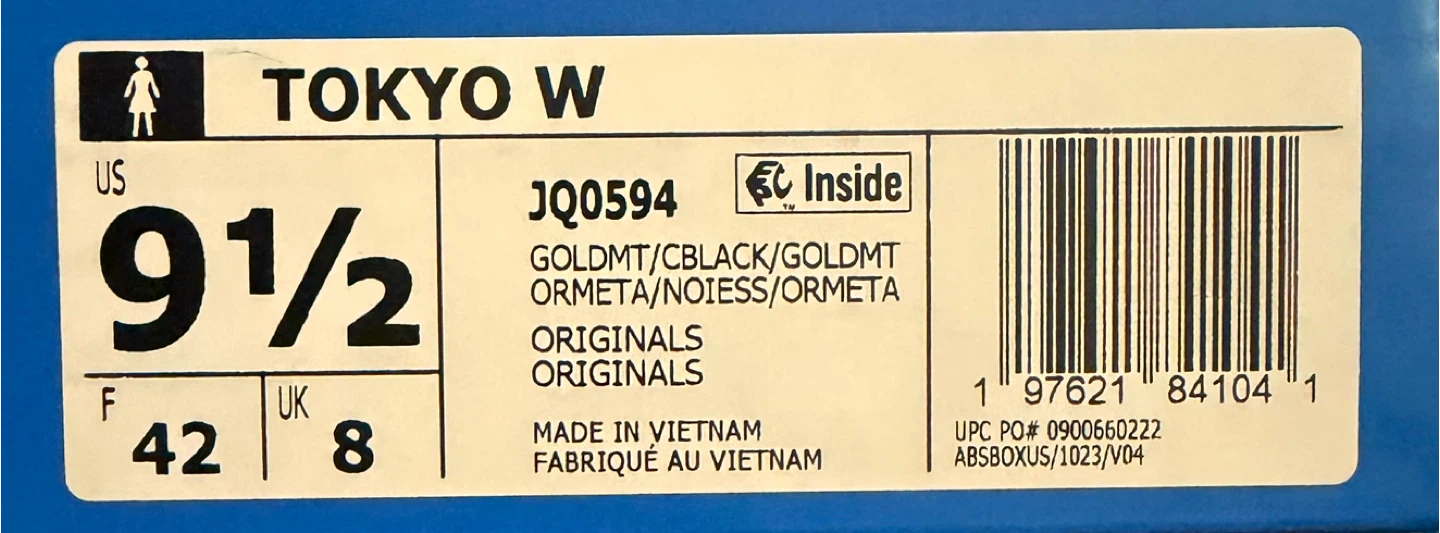 TOKYO W
US
9½
F
42
UK
8
JQ0594
Inside
GOLDMT/CBLACK/GOLDMT
ORMETA/NOIESS/ORMETA
ORIGINALS
ORIGINALS
MADE IN VIETNAM
FABRIQUÉ AU VIETNAM
1 97621 84104 1
UPC PO# 0900660222
ABSBOXUS/1023/V04